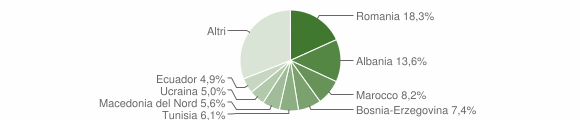 Romania 18,3%
Altri
Albania 13,6%
Ecuador 4,9%
Ucraina 5,0%
Marocco 8,2%
Macedonia del Nord 5,6%
Bosnia-Erzegovina 7,4%
Tunisia 6,1%